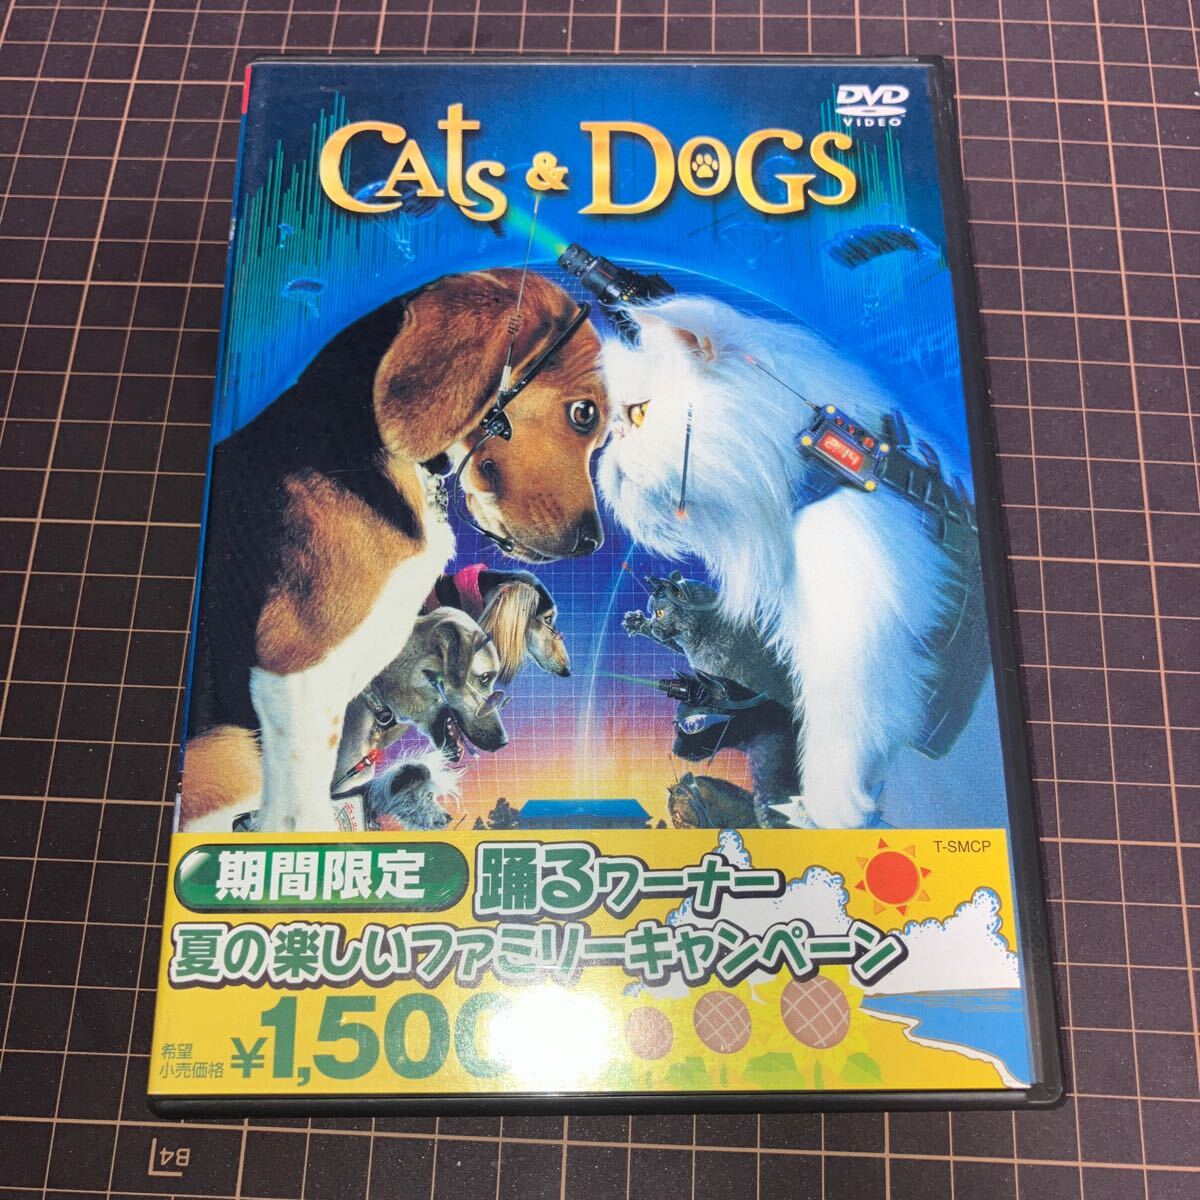 DVD
VIDEO
CATS & DOGS
T-SMCP
期間限定
踊るワーナー
夏の楽しいファミリーキャンペーン
希望
小売価格
¥1,500
B4